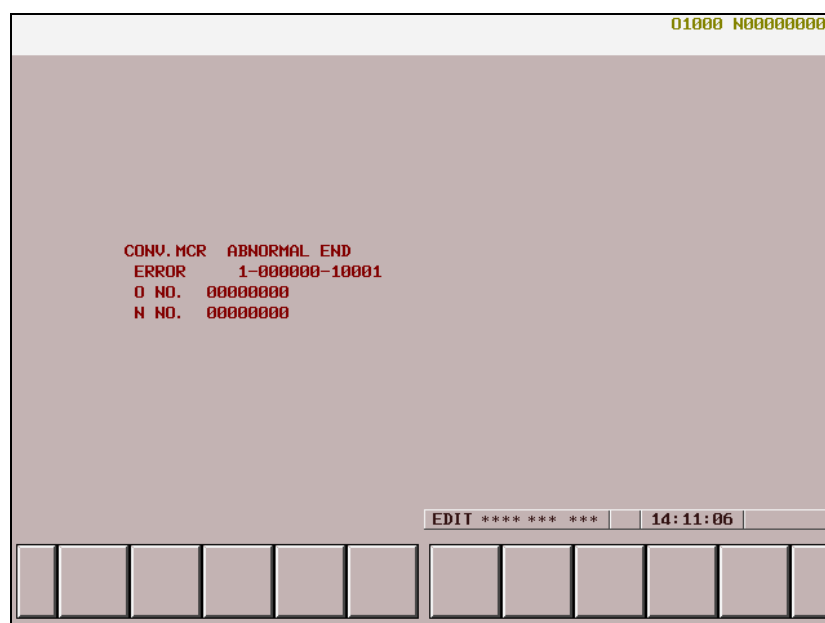 O1000 N00000000
CONV.MCR ABNORMAL END
ERROR 1-000000-10001
O NO. 00000000
N NO. 00000000
EDIT **** *** *** 14:11:06